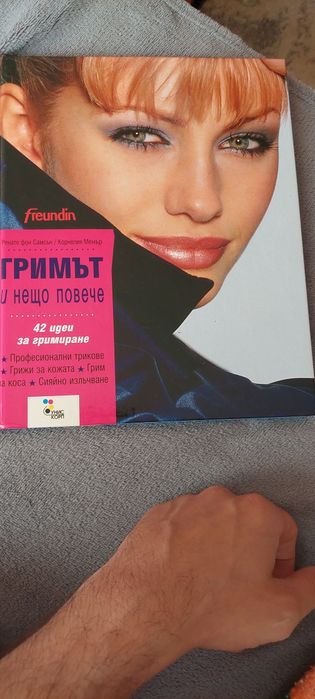 freundin
Ренате фон Самсън / Корнелия Менър
ГРИМЪТ
и нещо повече
42 идеи
за гримиране
★ Професионални трикове
★ Грижи за кожата ★ Грим
за коса ★ Сияйно излъчване
УНИСКОРП